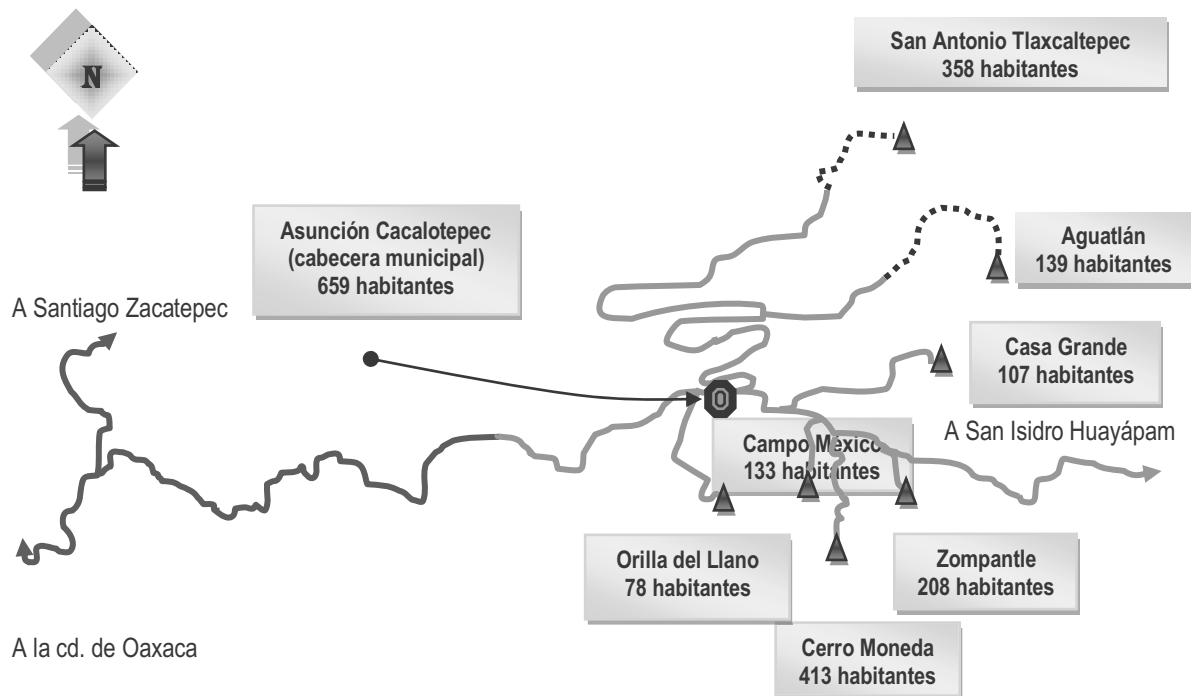 N
San Antonio Tlaxcaltepec
358 habitantes
Asunción Cacalotepec
(cabecera municipal)
659 habitantes
Aguatlán
139 habitantes
A Santiago Zacatepec
Casa Grande
107 habitantes
A San Isidro Huayápam
Campo México
133 habitantes
Orilla del Llano
78 habitantes
Zompantle
208 habitantes
A la cd. de Oaxaca
Cerro Moneda
413 habitantes